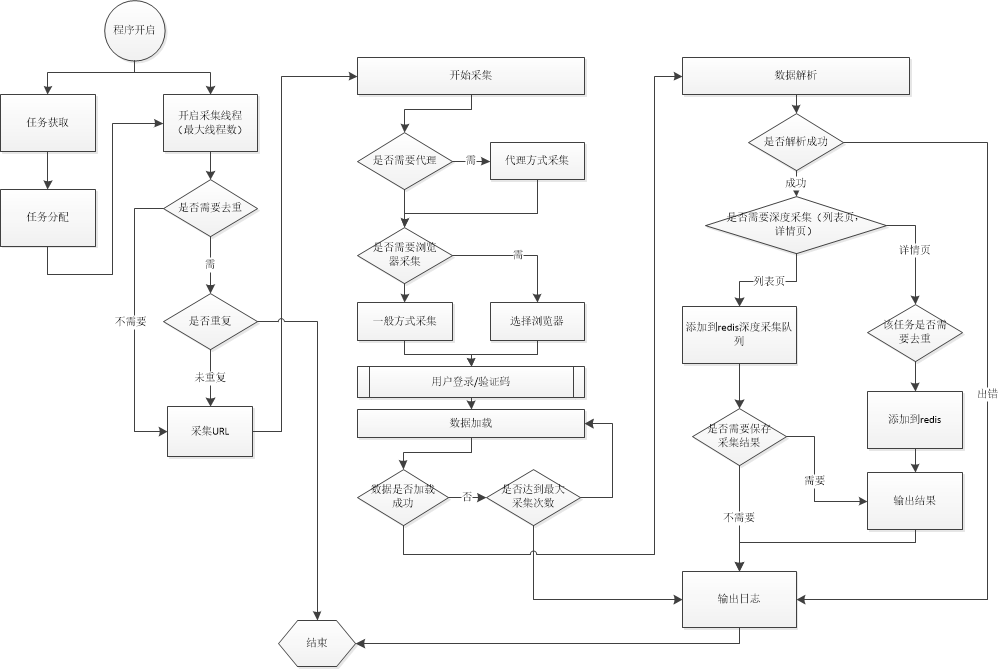 程序开启
任务获取
任务分配
开启采集线程
（最大线程数）
是否需要去重
需
不需要
是否重复
未重复
采集URL
开始采集
是否需要代理
需
代理方式采集
是否需要浏览
器采集
需
一般方式采集
选择浏览器
用户登录/验证码
数据加载
数据是否加载
成功
否
是否达到最大
采集次数
数据解析
是否解析成功
成功
是否需要深度采集（列表页，
详情页）
列表页
详情页
添加到redis深度采集队
列
该任务是否需
要去重
出错
添加到redis
是否需要保存
采集结果
需要
输出结果
不需要
输出日志
结束